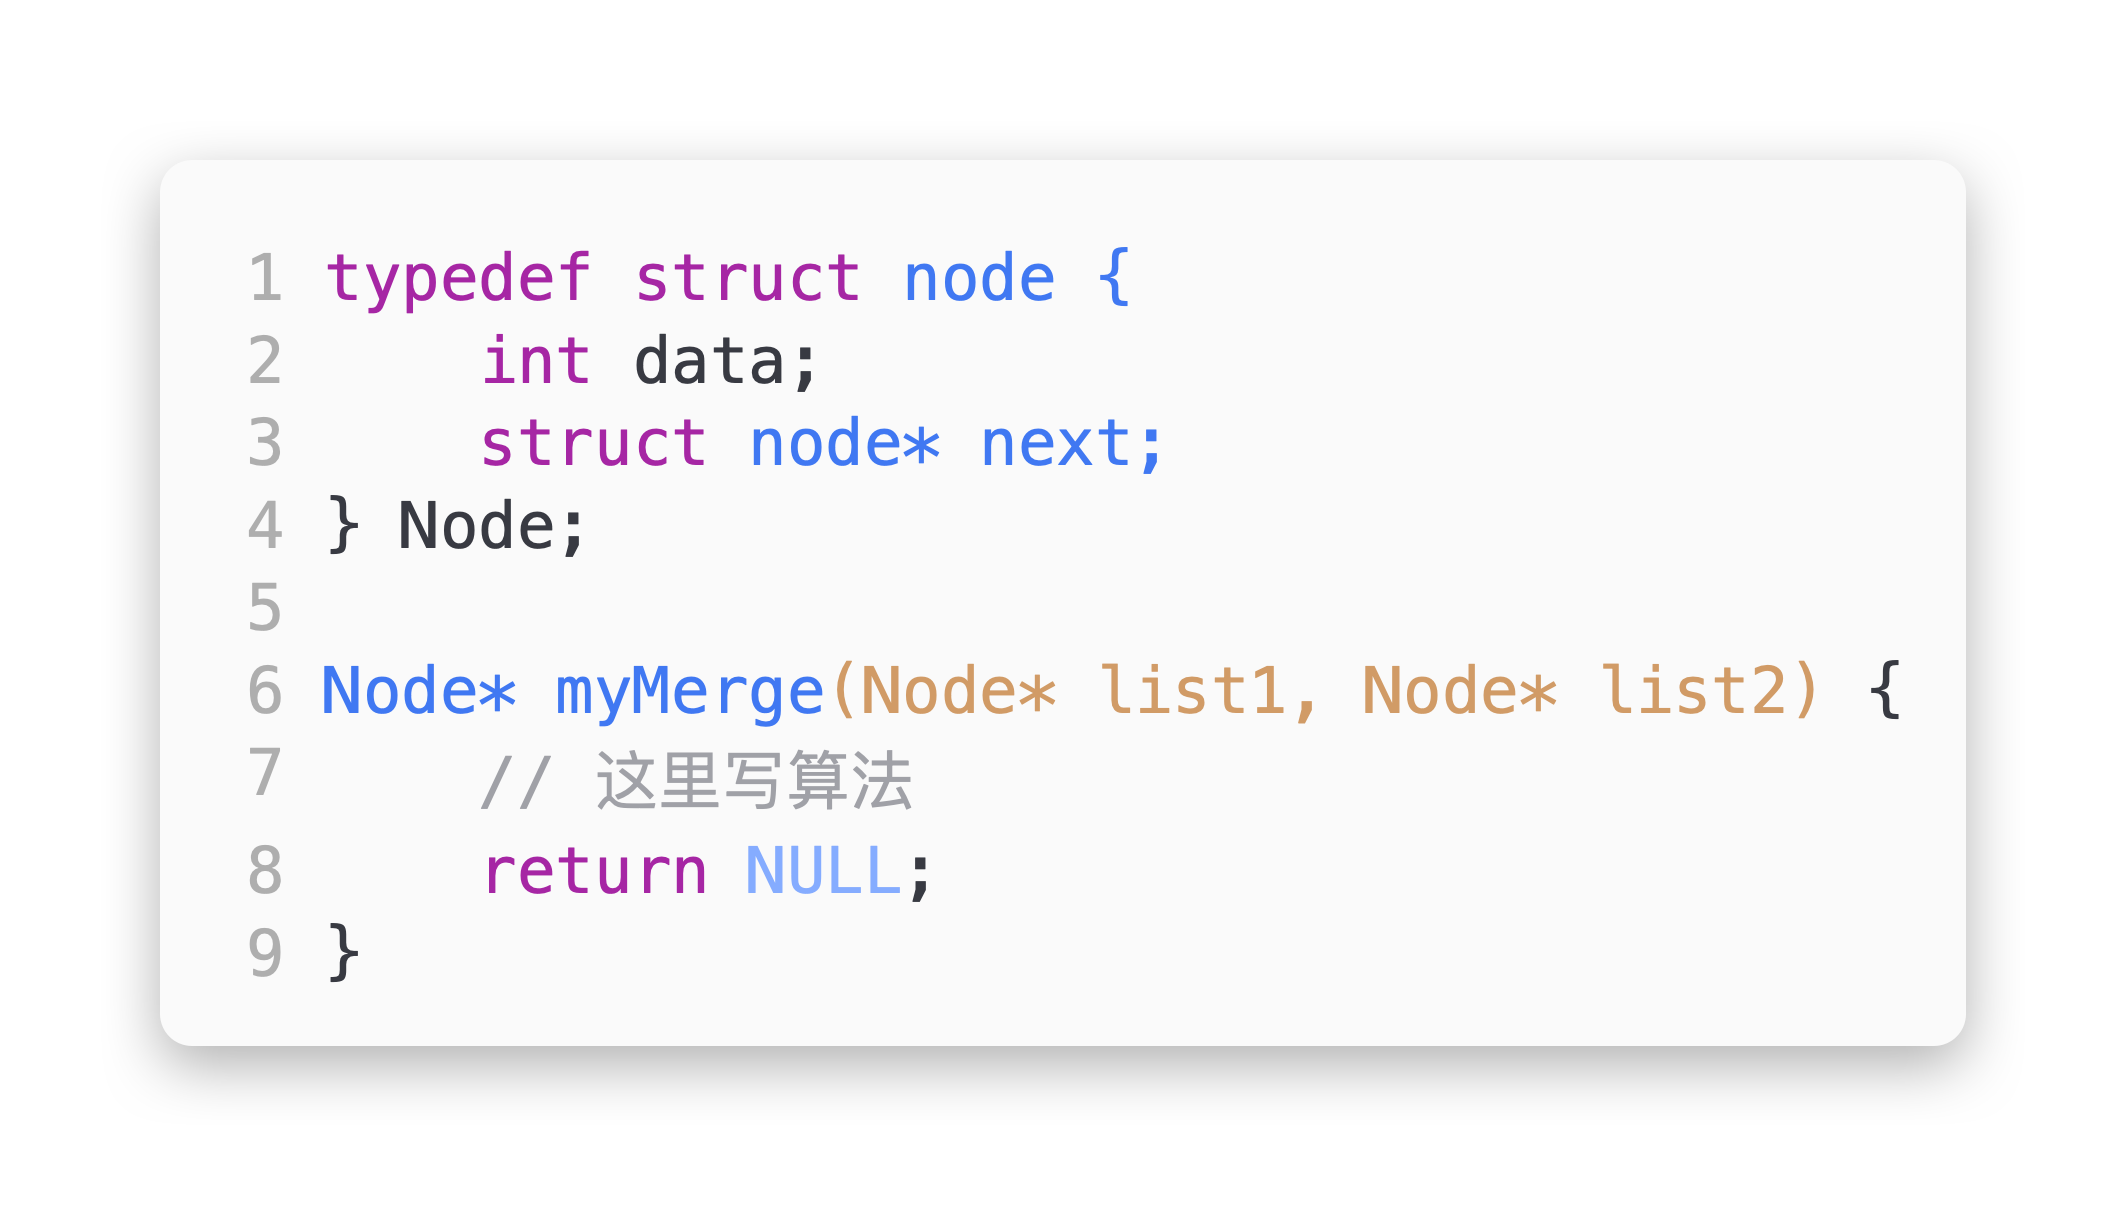 1 typedef struct node {
2     int data;
3     struct node* next;
4 } Node;
5
6 Node* myMerge(Node* list1, Node* list2) {
7     // 这里写算法
8     return NULL;
9 }